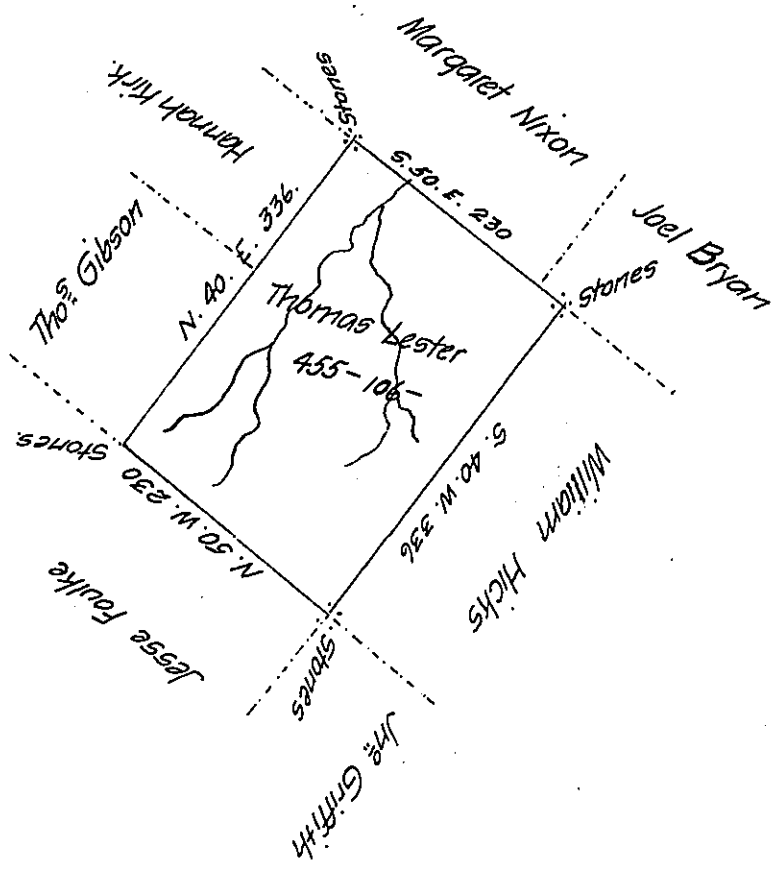 Margaret Nixon
Hannah Kirk.
Stones
S. 50. E. 230
Joel Bryan
Stones
Thoˢ Gibson
N. 40. E. 336.
Thomas Lester
455-106-
Stones.
N. 50. W. 230
S. 40. W. 336
William Hicks
Jesse Foulke
Stones
Jnº Griffith